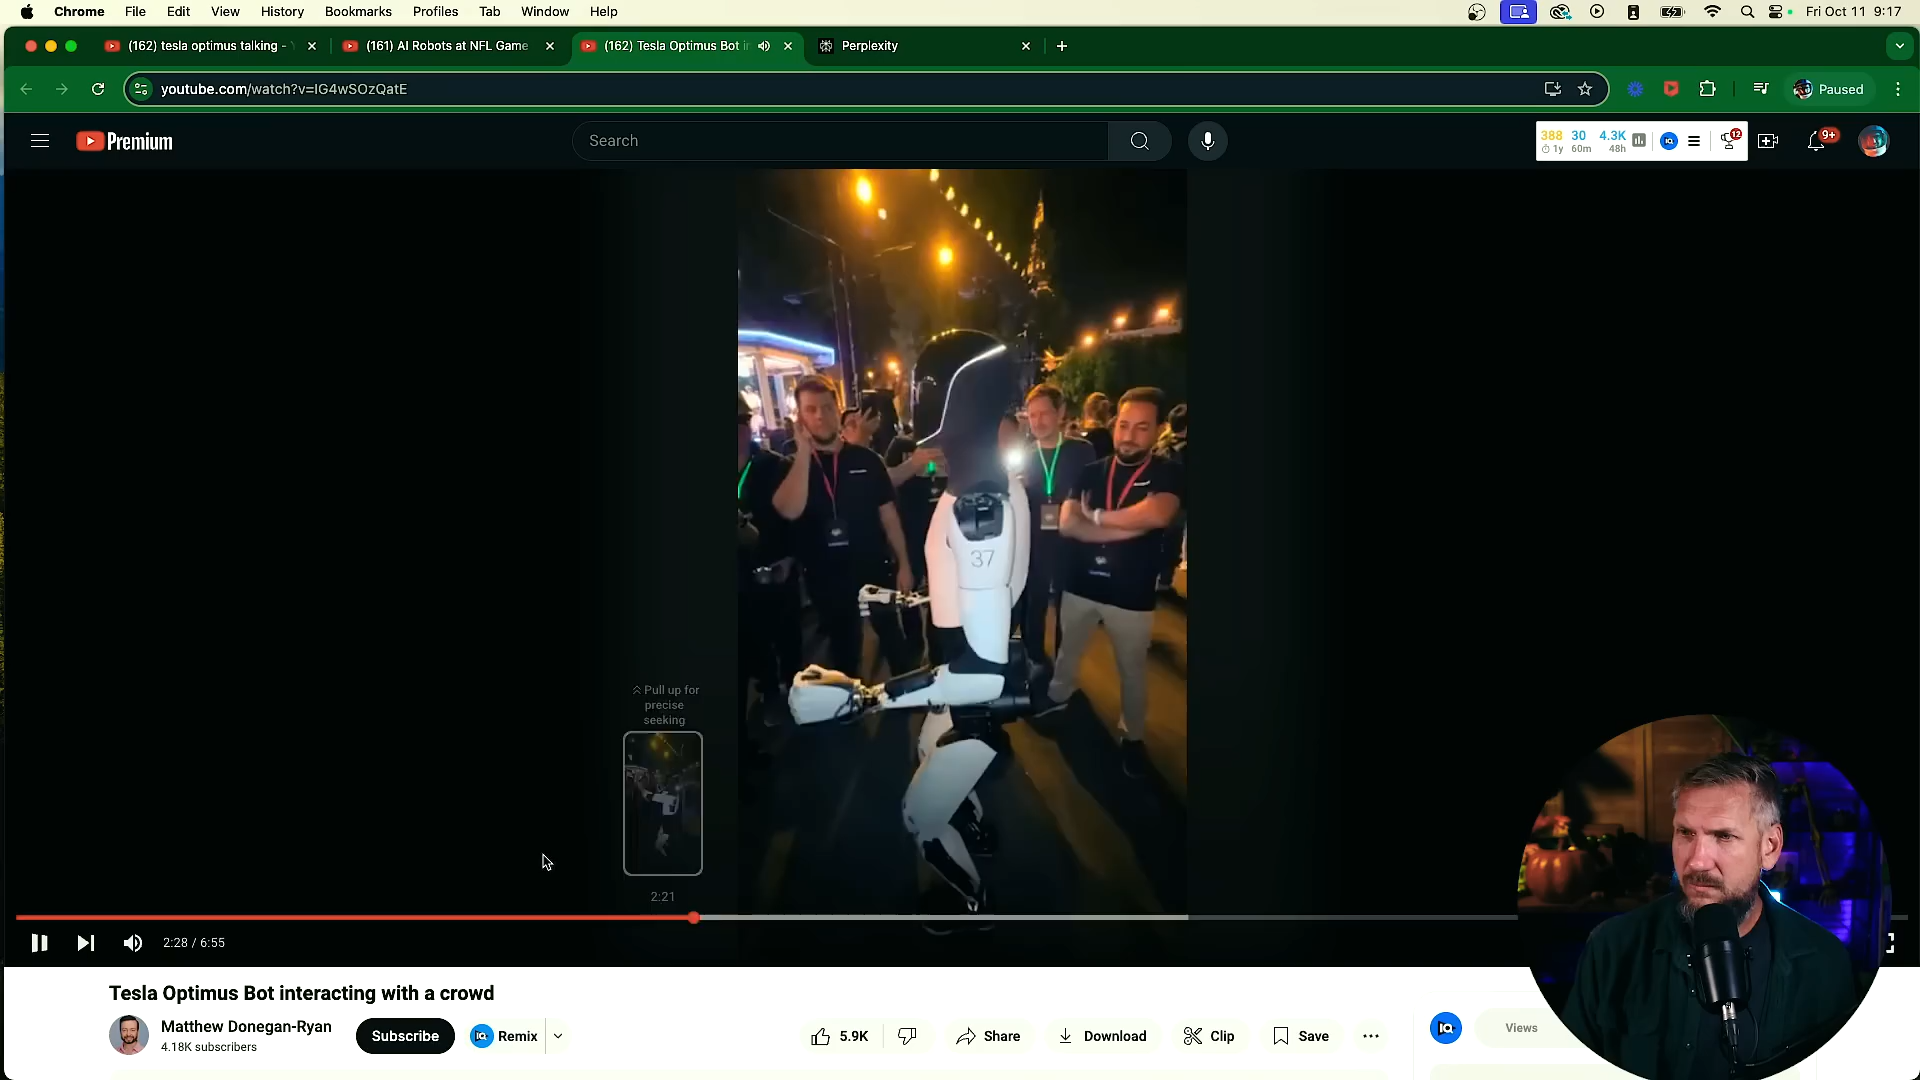 Chrome File Edit View History Bookmarks Profiles Tab Window Help
Fri Oct 11 9:17
(162) tesla optimus talking -
(161) AI Robots at NFL Game
(162) Tesla Optimus Bot in
Perplexity
youtube.com/watch?v=IG4wSOzQatE
Paused
Premium
Search
388 30 4.3K
1y 60m 48h
12
9+
37
Pull up for
precise
seeking
2:21
2:28 / 6:55
Tesla Optimus Bot interacting with a crowd
Matthew Donegan-Ryan
4.18K subscribers
Subscribe
Remix
5.9K
Share
Download
Clip
Save
Views